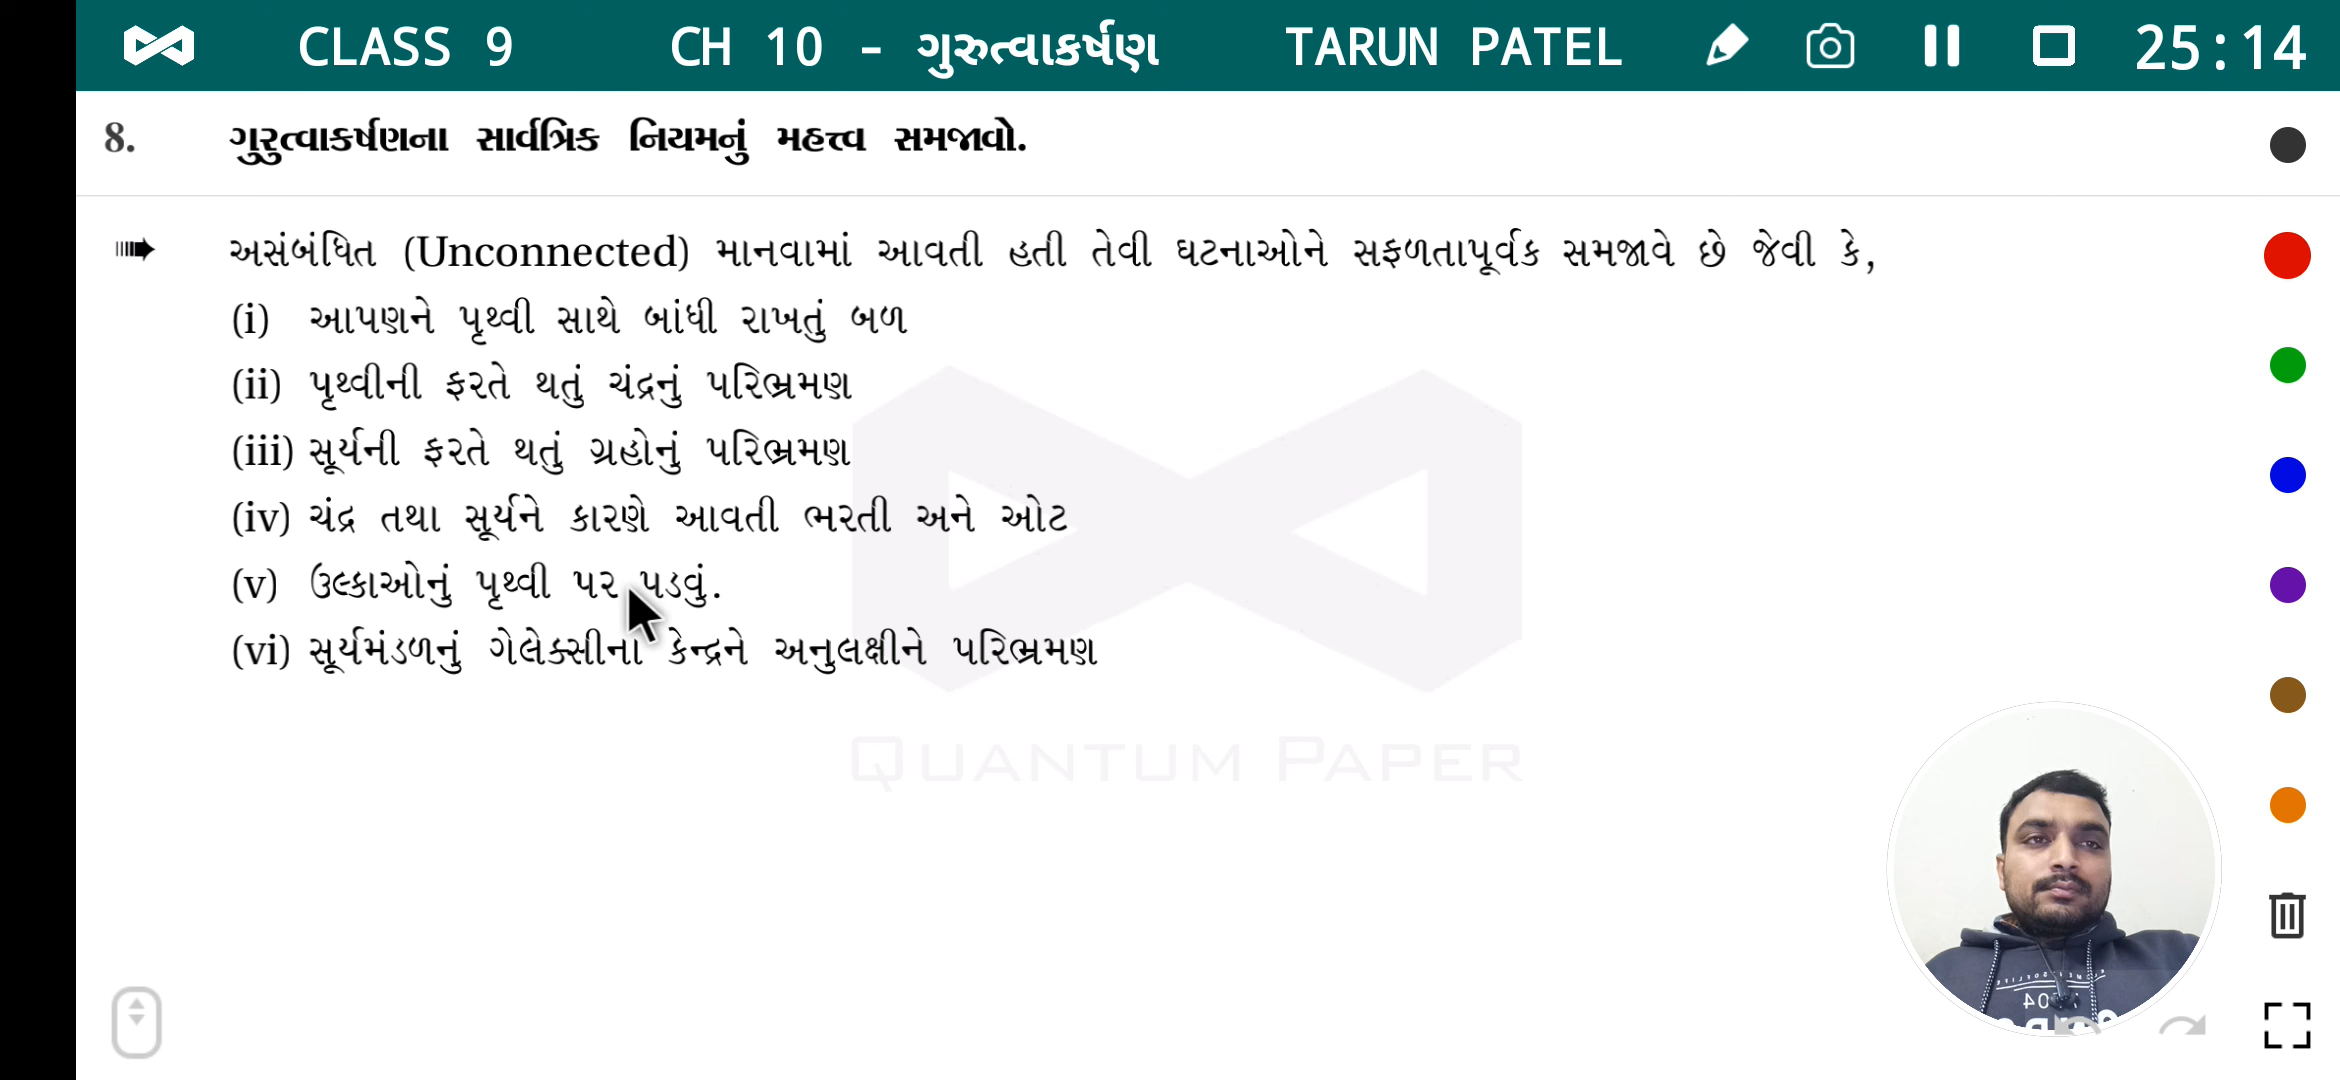 CLASS 9 CH 10 - ગુરુત્વાકર્ષણ TARUN PATEL 25:14
8. ગુરુત્વાકર્ષણના સાર્વત્રિક નિયમનું મહત્ત્વ સમજાવો.
અસંબંધિત (Unconnected) માનવામાં આવતી હતી તેવી ઘટનાઓને સફળતાપૂર્વક સમજાવે છે જેવી કે,
(i) આપણને પૃથ્વી સાથે બાંધી રાખતું બળ
(ii) પૃથ્વીની ફરતે થતું ચંદ્રનું પરિભ્રમણ
(iii) સૂર્યની ફરતે થતું ગ્રહોનું પરિભ્રમણ
(iv) ચંદ્ર તથા સૂર્યને કારણે આવતી ભરતી અને ઓટ
(v) ઉલ્કાઓનું પૃથ્વી પર પડવું.
(vi) સૂર્યમંડળનું ગેલેક્સીના કેન્દ્રને અનુલક્ષીને પરિભ્રમણ
QUANTUM PAPER